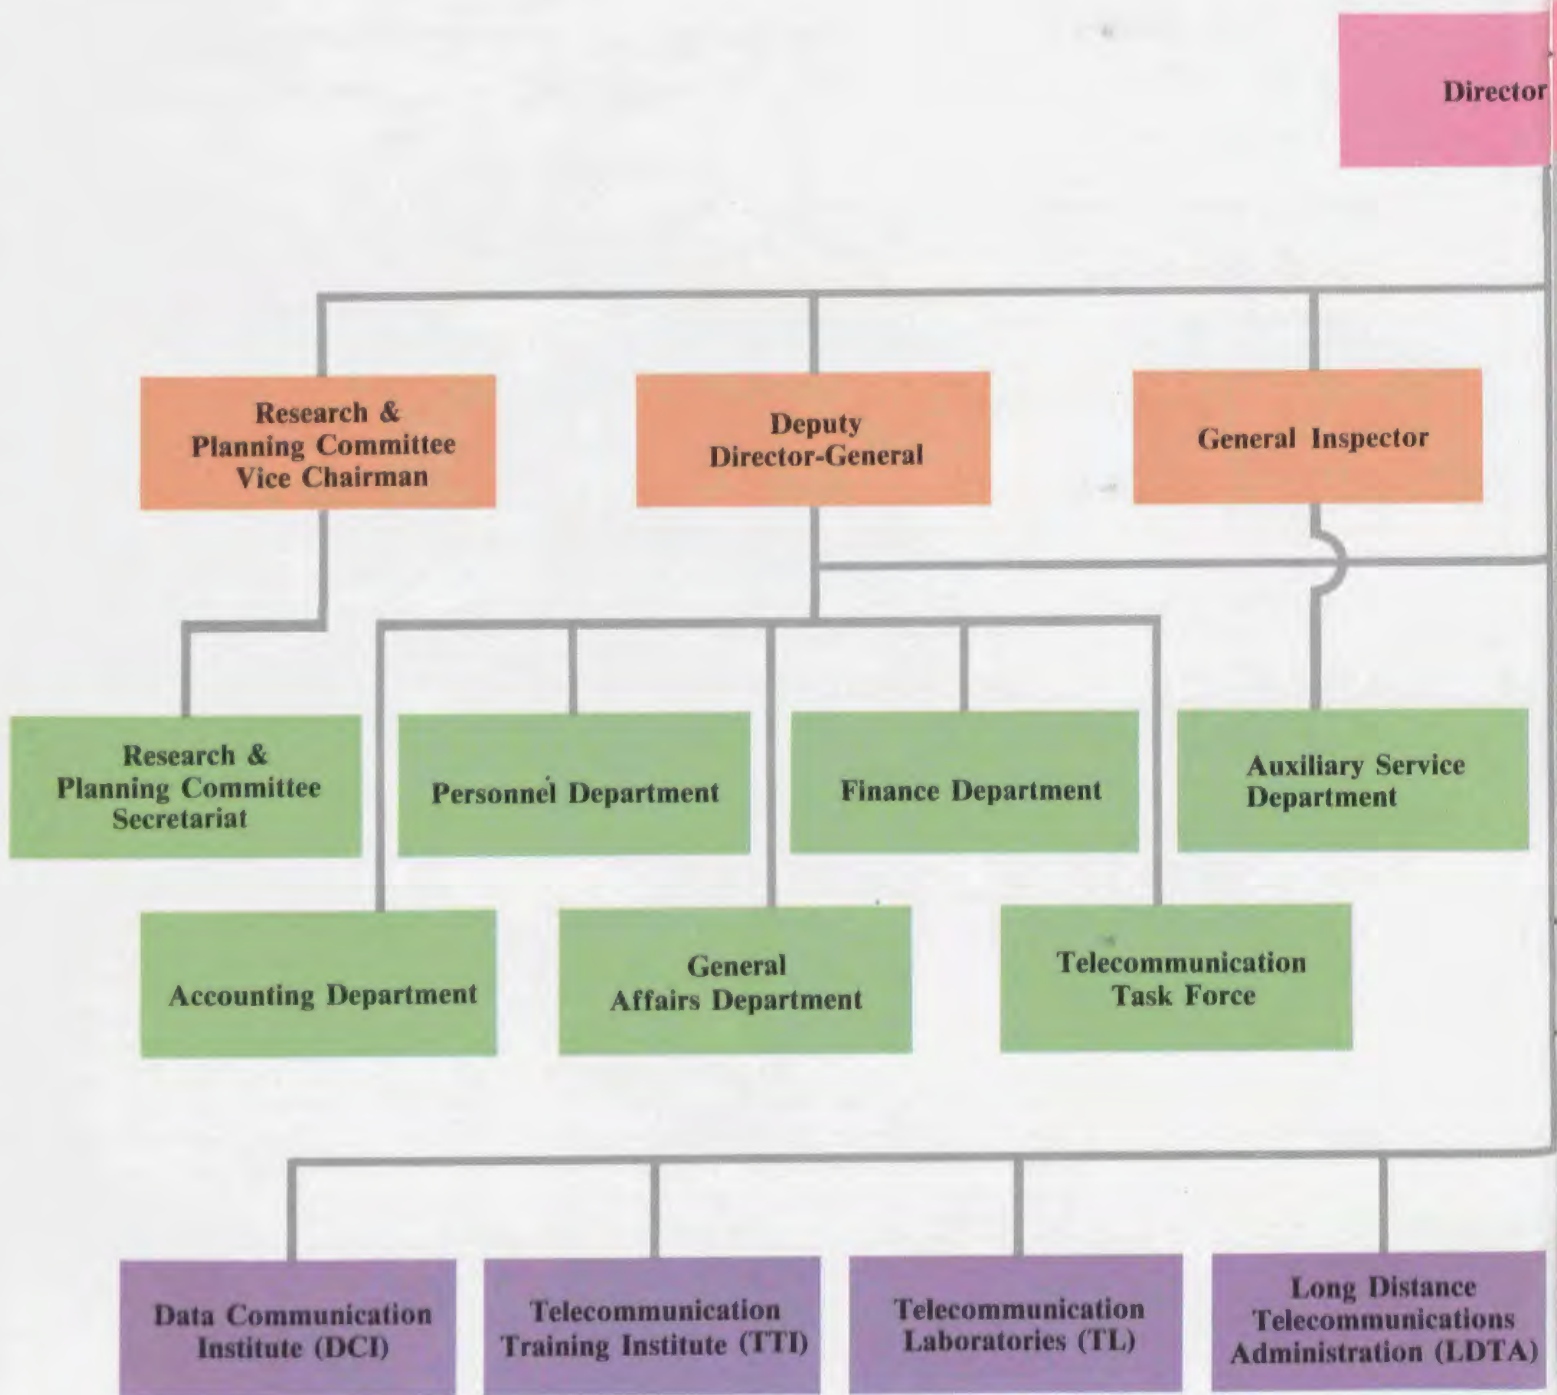 Director
Research &
Planning Committee
Vice Chairman
Deputy
Director-General
General Inspector
Research &
Planning Committee
Secretariat
Personnel Department
Finance Department
Auxiliary Service
Department
Accounting Department
General
Affairs Department
Telecommunication
Task Force
Data Communication
Institute (DCI)
Telecommunication
Training Institute (TTI)
Telecommunication
Laboratories (TL)
Long Distance
Telecommunications
Administration (LDTA)